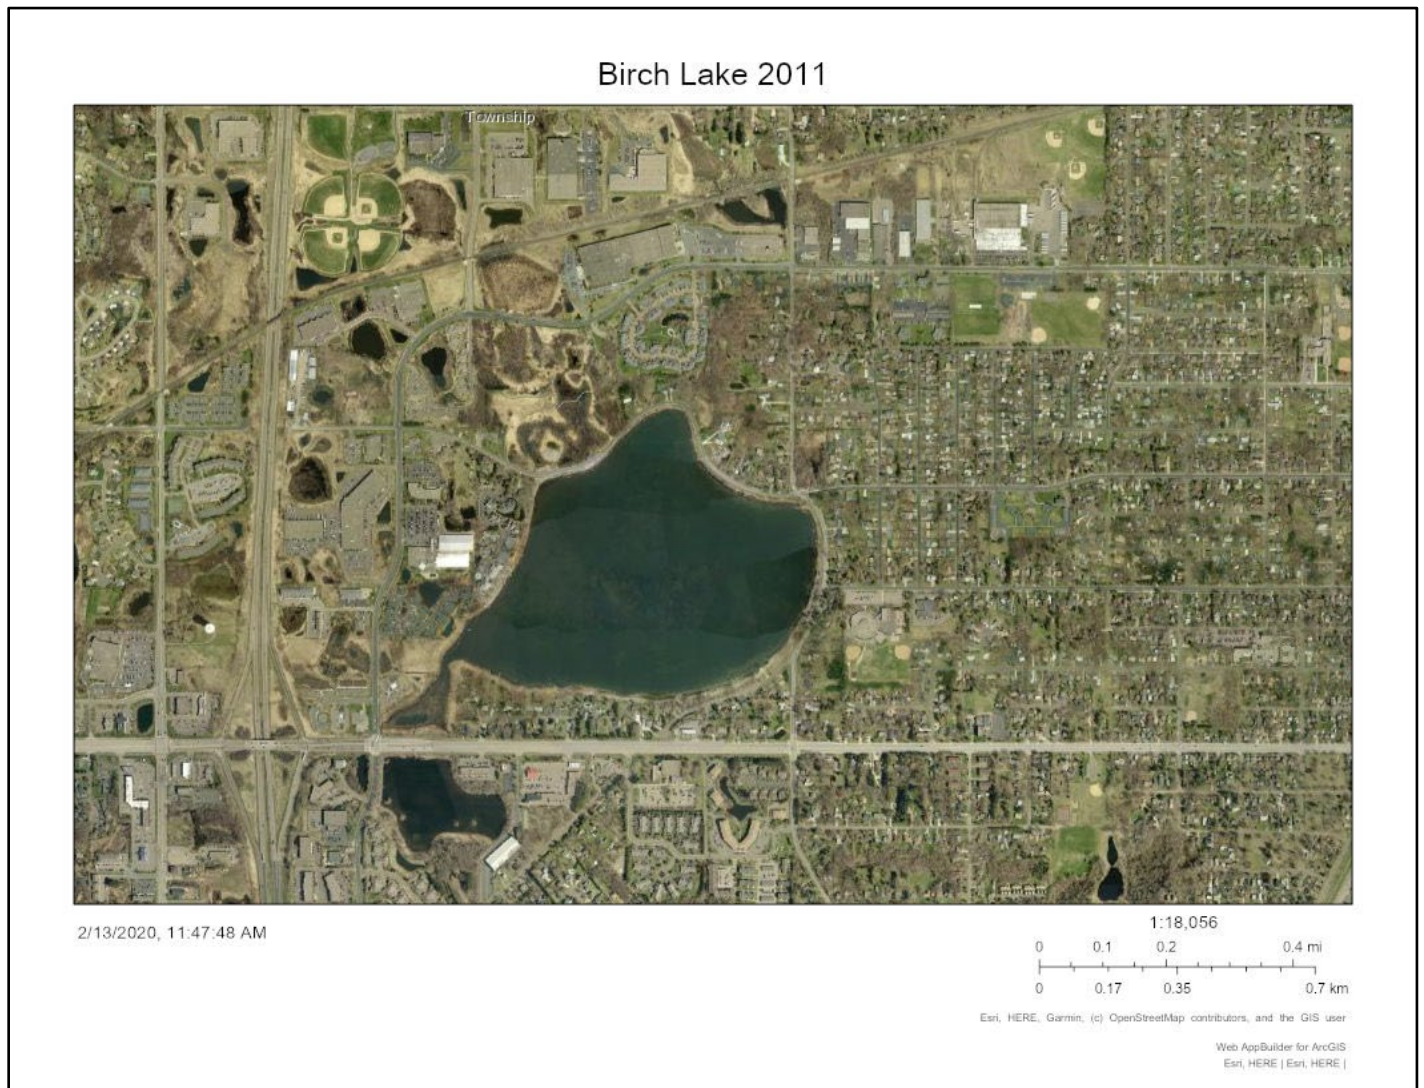 Birch Lake 2011
Township
2/13/2020, 11:47:48 AM
1:18,056
0 0.1 0.2 0.4 mi
0 0.17 0.35 0.7 km
Esri, HERE, Garmin, (c) OpenStreetMap contributors, and the GIS user
Web AppBuilder for ArcGIS
Esri, HERE | Esri, HERE |